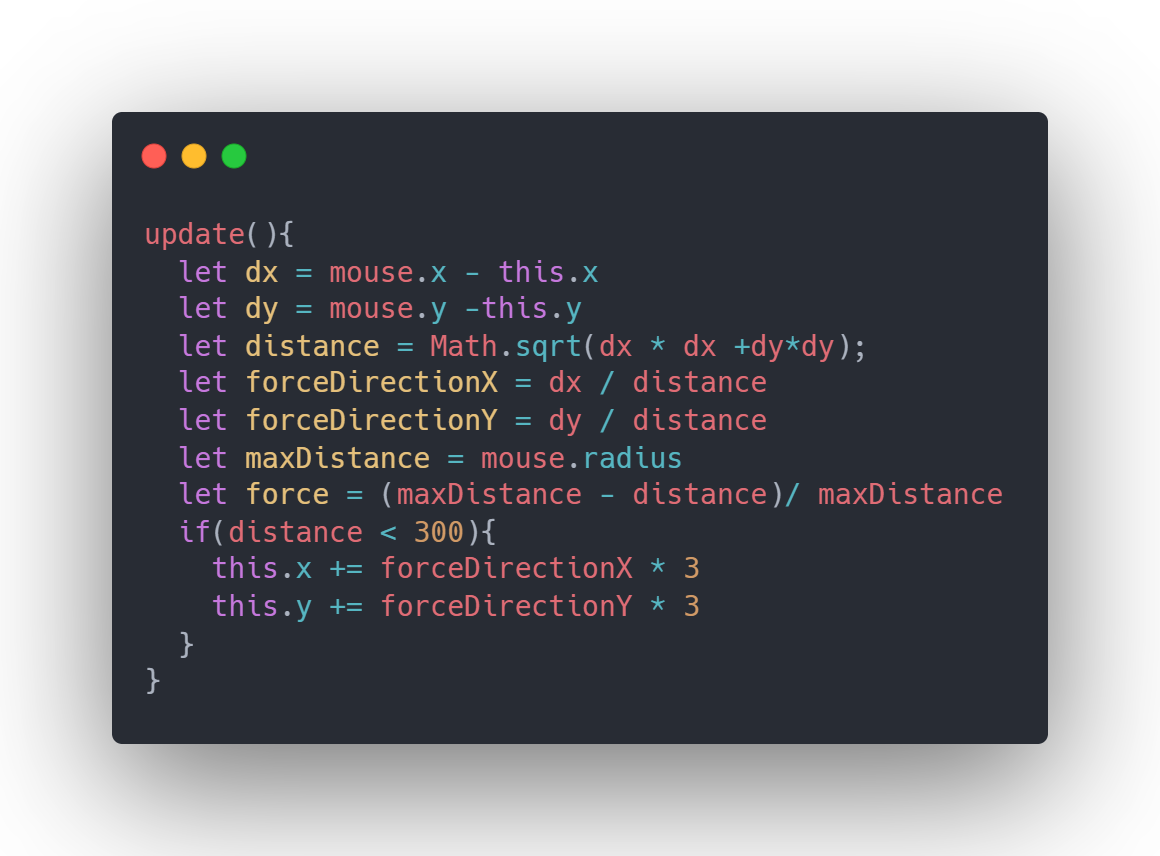 update(){
  let dx = mouse.x - this.x
  let dy = mouse.y -this.y
  let distance = Math.sqrt(dx * dx +dy*dy);
  let forceDirectionX = dx / distance
  let forceDirectionY = dy / distance
  let maxDistance = mouse.radius
  let force = (maxDistance - distance)/ maxDistance
  if(distance < 300){
    this.x += forceDirectionX * 3
    this.y += forceDirectionY * 3
  }
}